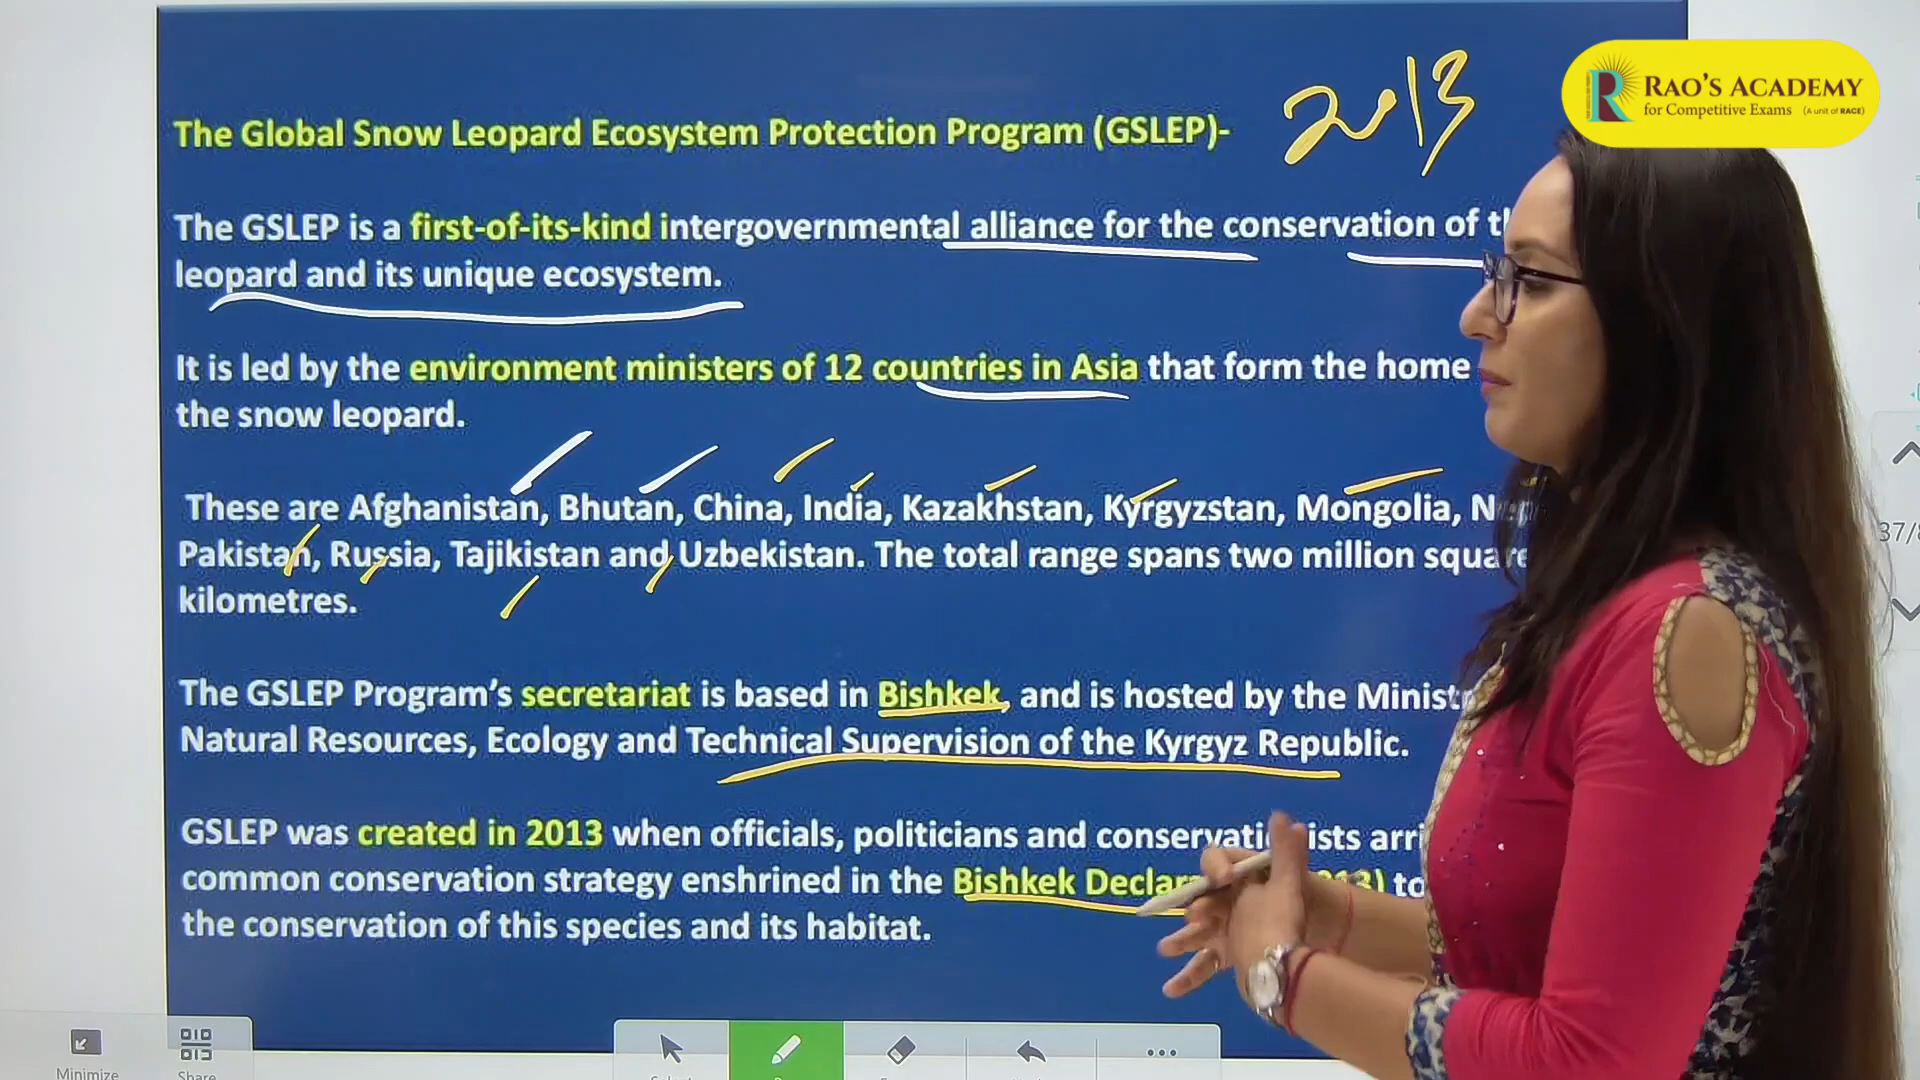 2013
RAO'S ACADEMY
for Competitive Exams (A unit of RACE)
The Global Snow Leopard Ecosystem Protection Program (GSLEP)-
The GSLEP is a first-of-its-kind intergovernmental alliance for the conservation of
leopard and its unique ecosystem.
It is led by the environment ministers of 12 countries in Asia that form the home
the snow leopard.
These are Afghanistan, Bhutan, China, India, Kazakhstan, Kyrgyzstan, Mongolia,
Pakistan, Russia, Tajikistan and Uzbekistan. The total range spans two million square
kilometres.
The GSLEP Program's secretariat is based in Bishkek, and is hosted by the
Natural Resources, Ecology and Technical Supervision of the Kyrgyz Republic.
GSLEP was created in 2013 when officials, politicians and conservationists
common conservation strategy enshrined in the Bishkek to
the conservation of this species and its habitat.
37/
Minimize
Share